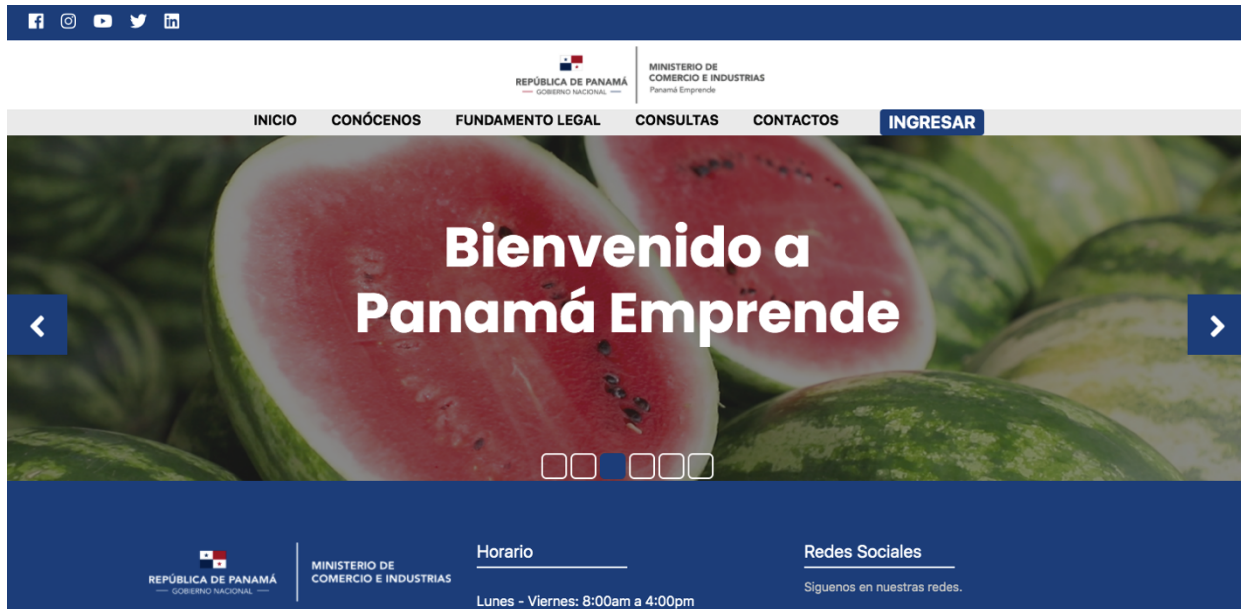 REPÚBLICA DE PANAMÁ
GOBIERNO NACIONAL
MINISTERIO DE
COMERCIO E INDUSTRIAS
Panamá Emprende
INICIO CONÓCENOS FUNDAMENTO LEGAL CONSULTAS CONTACTOS INGRESAR
Bienvenido a
Panamá Emprende
REPÚBLICA DE PANAMÁ
GOBIERNO NACIONAL
MINISTERIO DE
COMERCIO E INDUSTRIAS
Horario
Lunes - Viernes: 8:00am a 4:00pm
Redes Sociales
Siguenos en nuestras redes.